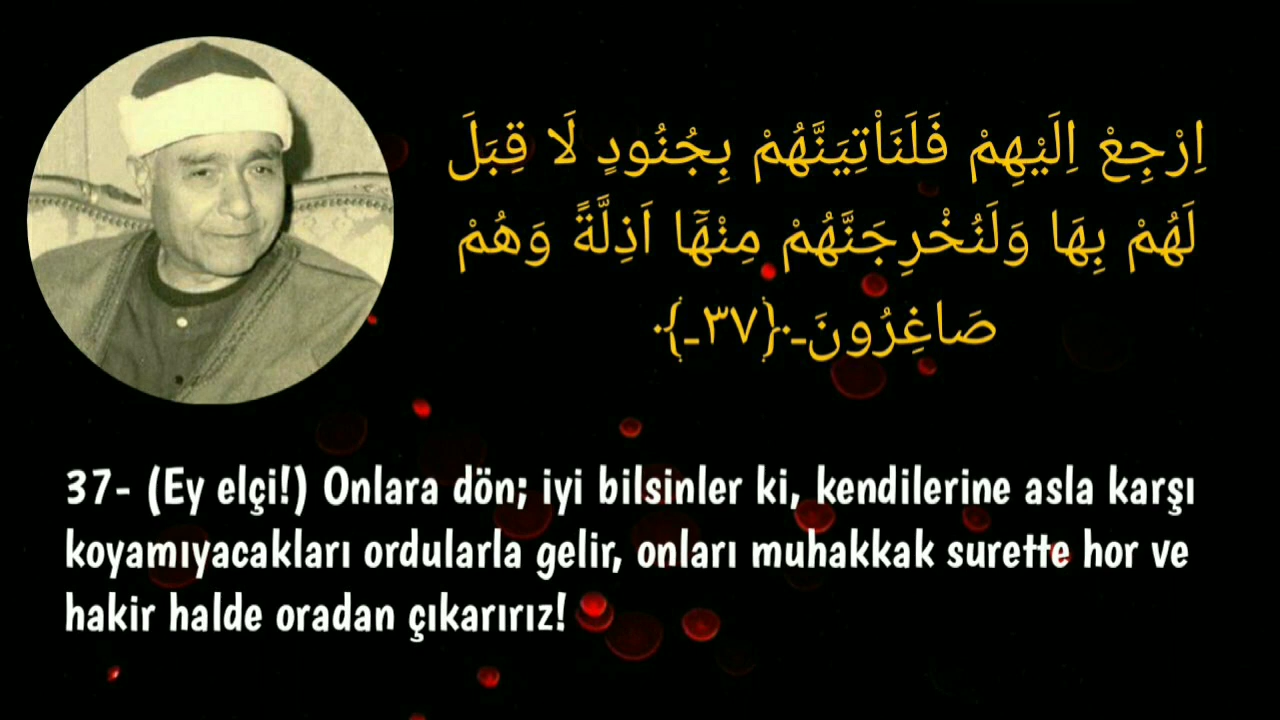 اِرْجِعْ اِلَيْهِمْ فَلَنَاْتِيَنَّهُمْ بِجُنُودٍ لَا قِبَلَ
لَهُمْ بِهَا وَلَنُخْرِجَنَّهُمْ مِنْهَٓا اَذِلَّةً وَهُمْ
صَاغِرُونَـ﴿٣٧ـ﴾
37- (Ey elçi!) Onlara dön; iyi bilsinler ki, kendilerine asla karşı
koyamıyacakları ordularla gelir, onları muhakkak surette hor ve
hakir halde oradan çıkarırız!